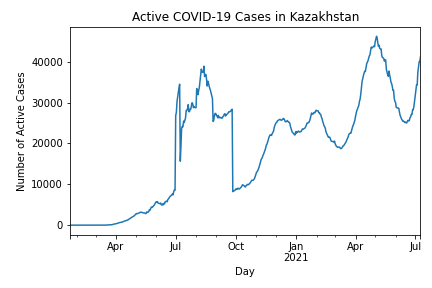 Active COVID-19 Cases in Kazakhstan
Number of Active Cases
40000
30000
20000
10000
0
Apr
Jul
Oct
Jan
2021
Apr
Jul
Day